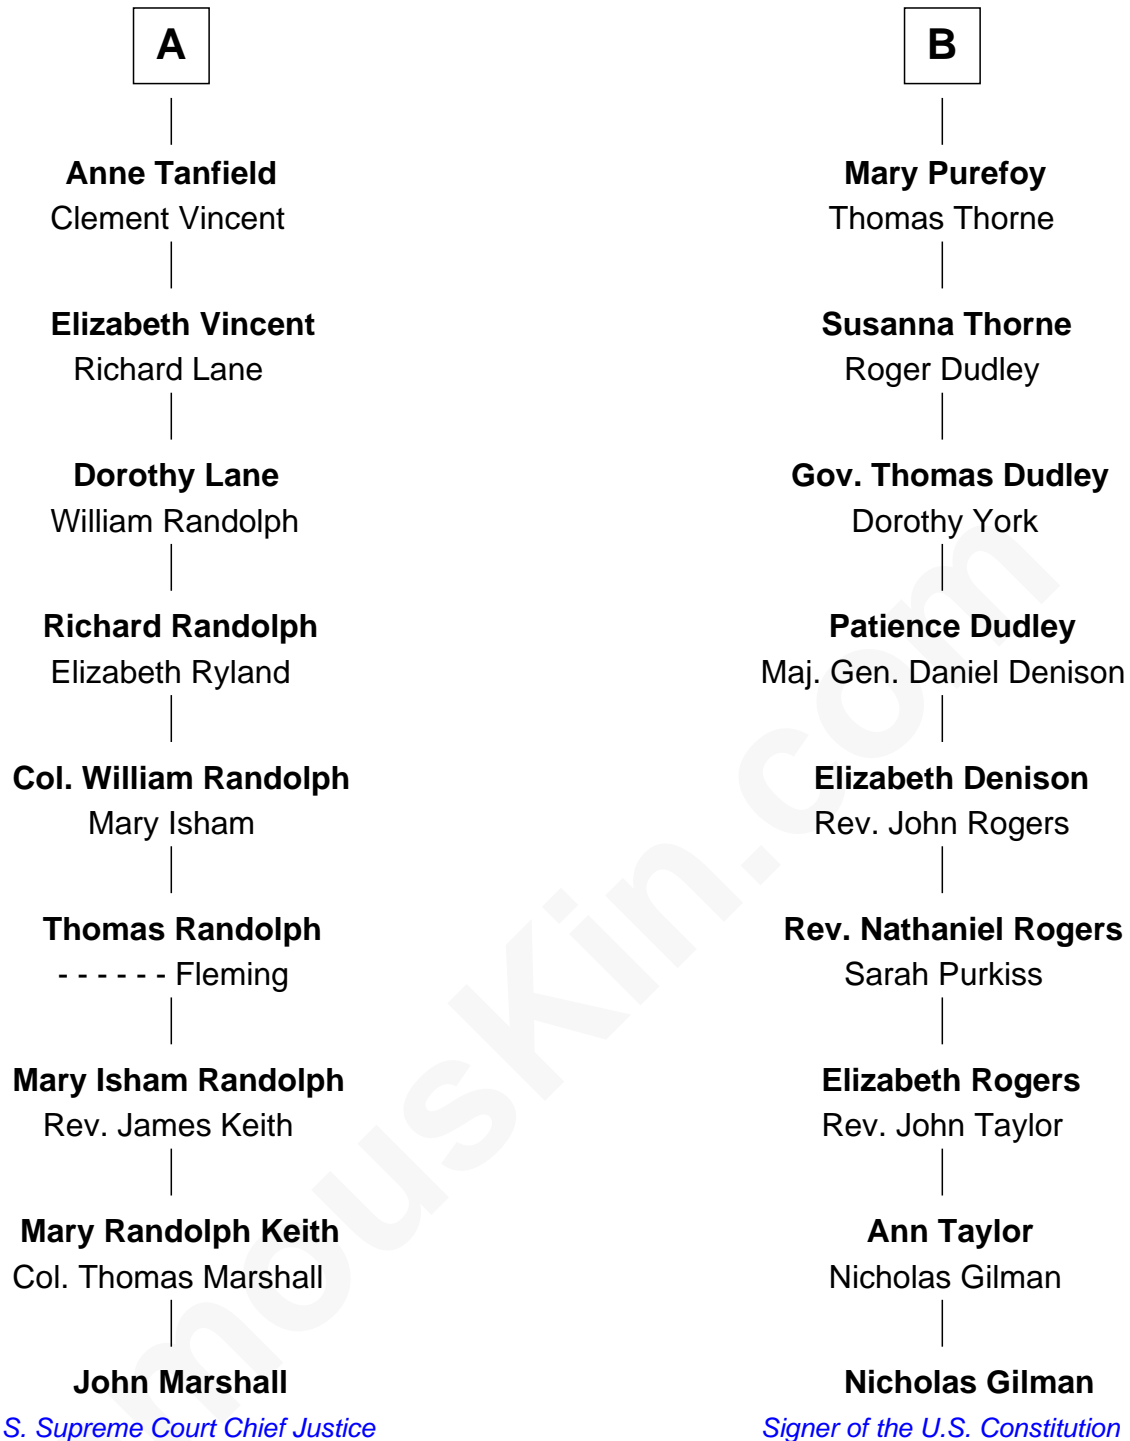 A
Anne Tanfield
Clement Vincent
Elizabeth Vincent
Richard Lane
Dorothy Lane
William Randolph
Richard Randolph
Elizabeth Ryland
Col. William Randolph
Mary Isham
Thomas Randolph
- - - - - - Fleming
Mary Isham Randolph
Rev. James Keith
Mary Randolph Keith
Col. Thomas Marshall
John Marshall
S. Supreme Court Chief Justice
B
Mary Purefoy
Thomas Thorne
Susanna Thorne
Roger Dudley
Gov. Thomas Dudley
Dorothy York
Patience Dudley
Maj. Gen. Daniel Denison
Elizabeth Denison
Rev. John Rogers
Rev. Nathaniel Rogers
Sarah Purkiss
Elizabeth Rogers
Rev. John Taylor
Ann Taylor
Nicholas Gilman
Nicholas Gilman
Signer of the U.S. Constitution
mousKin.com